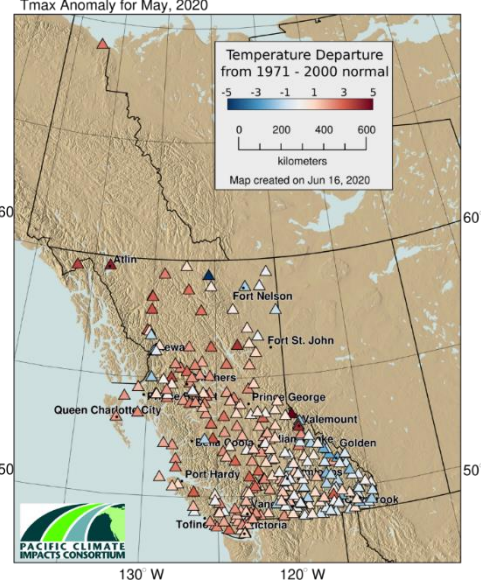 Tmax Anomaly for May, 2020
Temperature Departure
from 1971 - 2000 normal
-5 -3 -1 1 3 5
0 200 400 600
kilometers
Map created on Jun 16, 2020
60
60°
Atlin
Fort Nelson
Fort St. John
Prince George
Queen Charlotte City
Valemount
Bella Coola
Golden
50
50°
Port Hardy
Tofino
Victoria
PACIFIC CLIMATE
IMPACTS CONSORTIUM
130° W
120° W